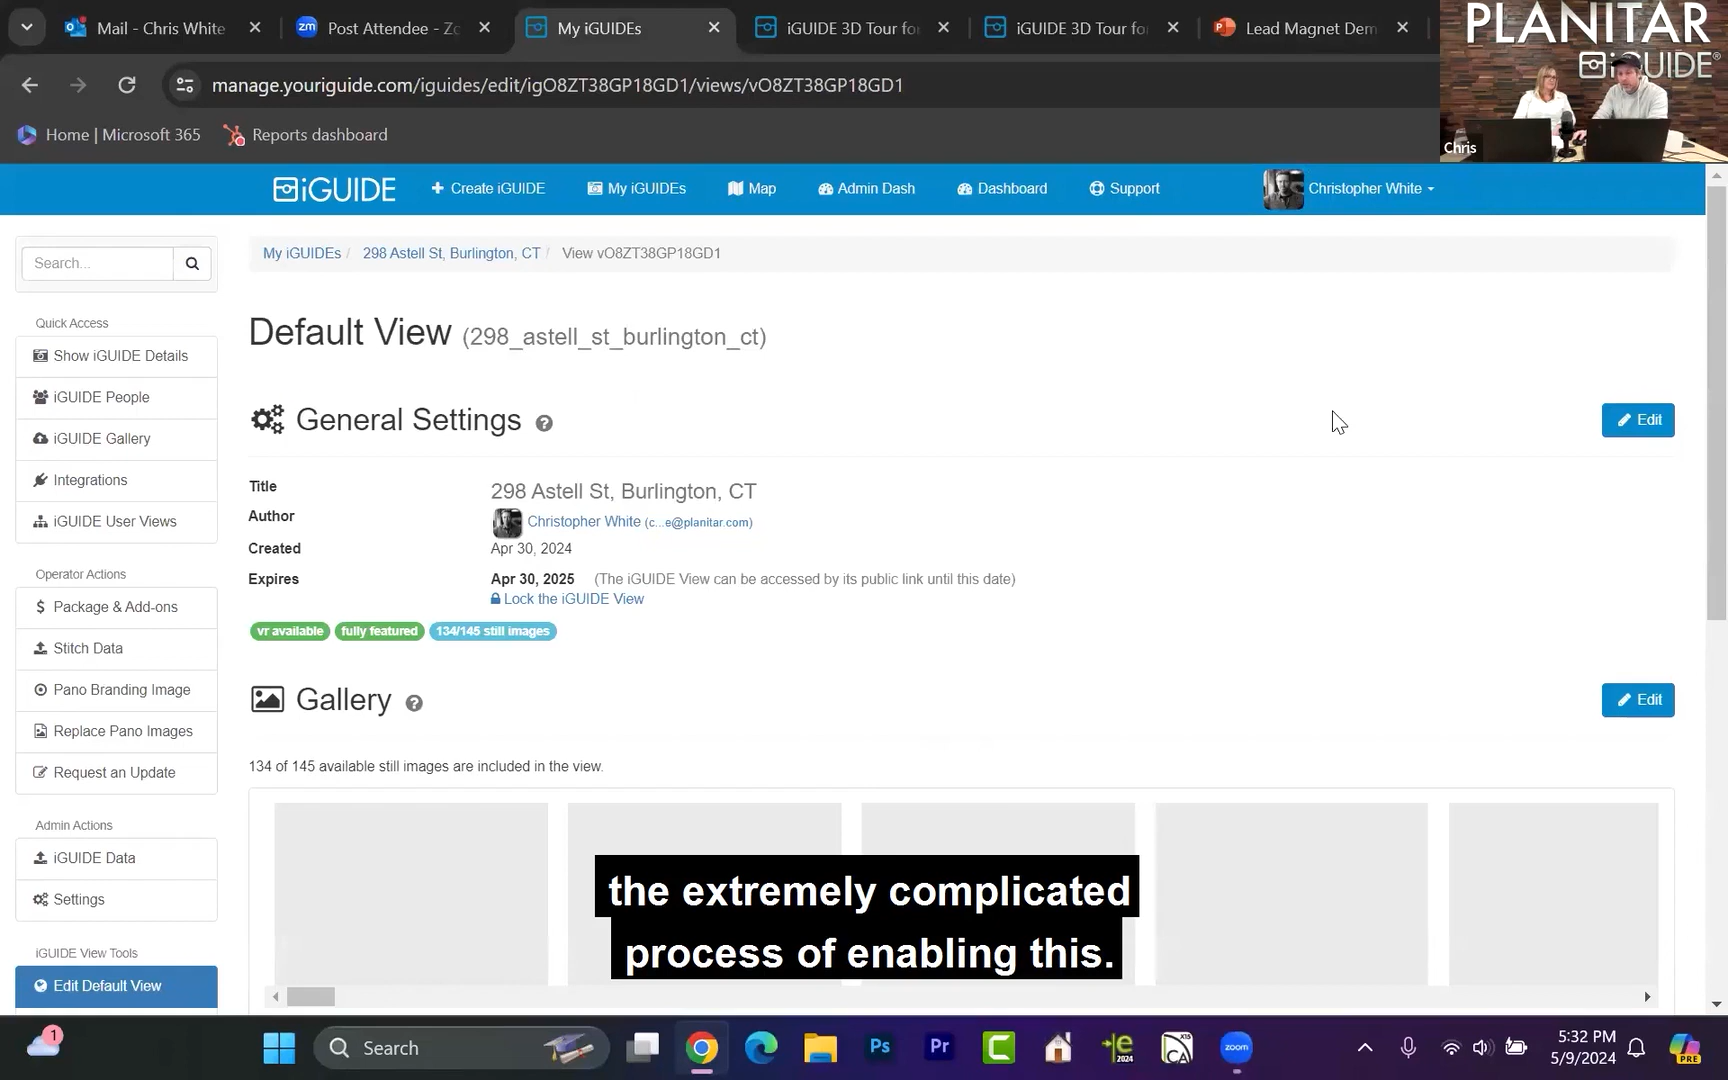 Mail - Chris White
zm Post Attendee - Zo
My iGUIDEs
iGUIDE 3D Tour fo
iGUIDE 3D Tour fo
Lead Magnet Dem
PLANITAR
iGUIDE®
Chris
manage.youriguide.com/iguides/edit/igO8ZT38GP18GD1/views/vO8ZT38GP18GD1
Home | Microsoft 365
Reports dashboard
iGUIDE
Create iGUIDE
My iGUIDEs
Map
Admin Dash
Dashboard
Support
Christopher White
Search...
My iGUIDEs / 298 Astell St, Burlington, CT / View vO8ZT38GP18GD1
Quick Access
Show iGUIDE Details
iGUIDE People
iGUIDE Gallery
Integrations
iGUIDE User Views
Operator Actions
$ Package & Add-ons
Stitch Data
Pano Branding Image
Replace Pano Images
Request an Update
Admin Actions
iGUIDE Data
Settings
iGUIDE View Tools
Edit Default View
Default View (298_astell_st_burlington_ct)
General Settings ?
Edit
Title 298 Astell St, Burlington, CT
Author Christopher White (c...e@planitar.com)
Created Apr 30, 2024
Expires Apr 30, 2025 (The iGUIDE View can be accessed by its public link until this date)
Lock the iGUIDE View
vr available fully featured 134/145 still images
Gallery ?
Edit
134 of 145 available still images are included in the view.
the extremely complicated
process of enabling this.
1
Search
Ps
Pr
C
e
2024
X15
CA
zoom
5:32 PM
5/9/2024
PRE